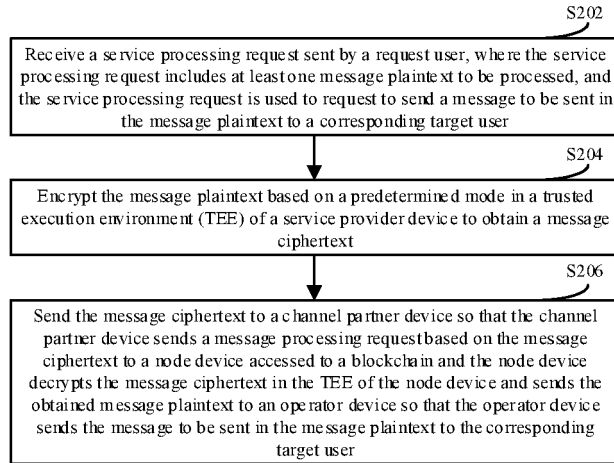 S202
Receive a service processing request sent by a request user, where the service
processing request includes at least one message plaintext to be processed, and
the service processing request is used to request to send a message to be sent in
the message plaintext to a corresponding target user
S204
Encrypt the message plaintext based on a predetermined mode in a trusted
execution environment (TEE) of a service provider device to obtain a message
ciphertext
S206
Send the message ciphertext to a channel partner device so that the channel
partner device sends a message processing request based on the message
ciphertext to a node device accessed to a blockchain and the node device
decrypts the message ciphertext in the TEE of the node device and sends the
obtained message plaintext to an operator device so that the operator device
sends the message to be sent in the message plaintext to the corresponding
target user